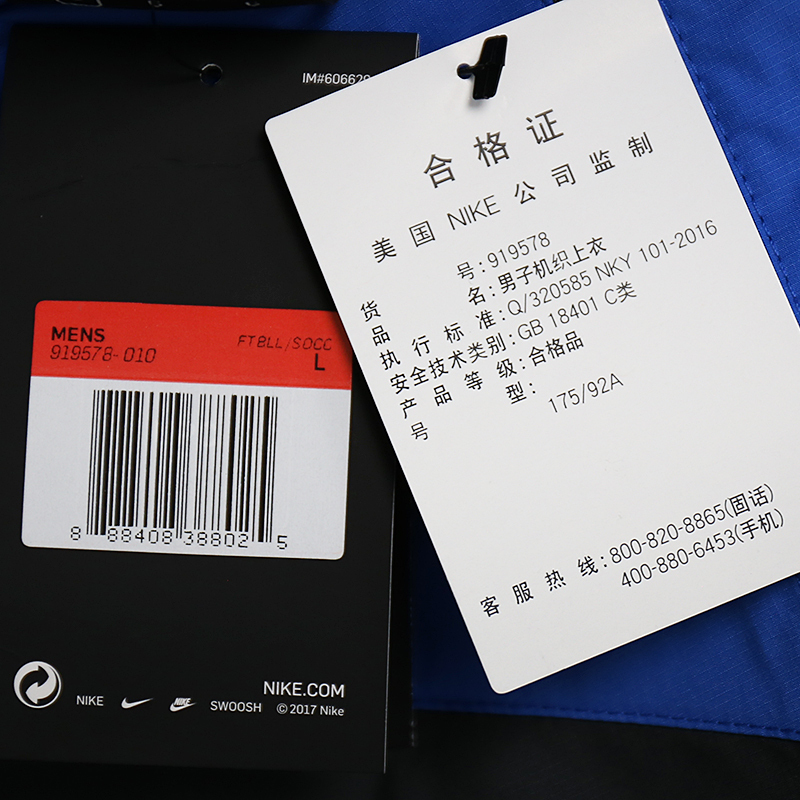 IM#606629
MENS
919578-010
FTBLL/SOCC
L
8 88408 38802 5
NIKE
NIKE
SWOOSH
NIKE.COM
© 2017 Nike
合格证
美国 NIKE 公司监制
货号:919578
品名:男子机织上衣
执行标准:Q/320585 NKY 101-2016
安全技术类别:GB 18401 C类
产品等级:合格品
号型:175/92A
客服热线:800-820-8865(固话)
400-880-6453(手机)